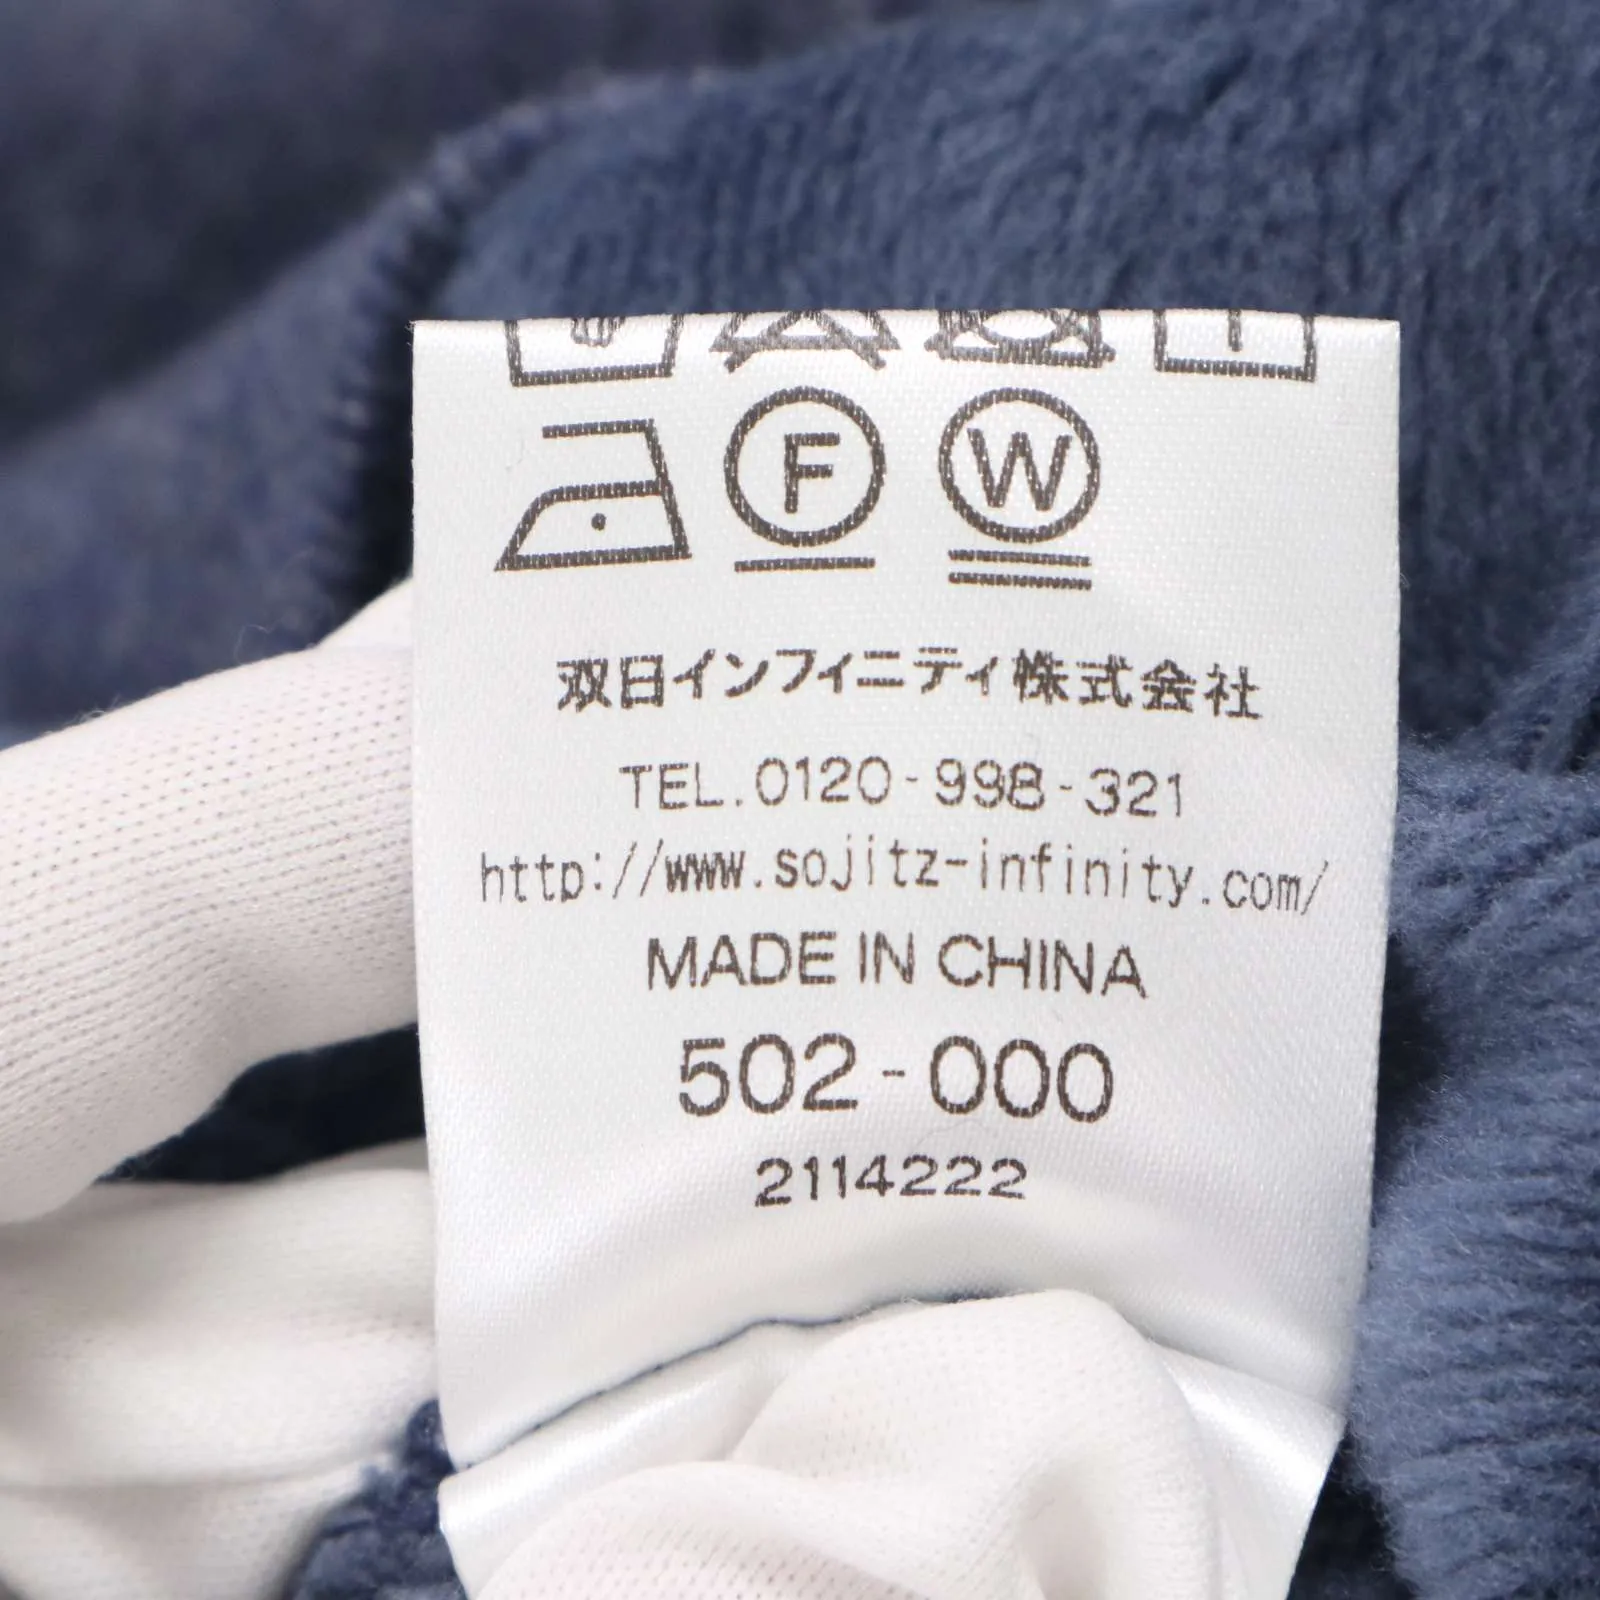 F W
双日インフィニティ株式会社
TEL.0120-998-321
http://www.sojitz-infinity.com/
MADE IN CHINA
502-000
2114222